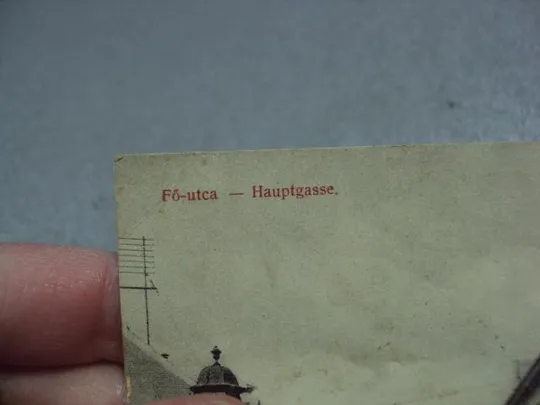 Fő-utca — Hauptgasse.